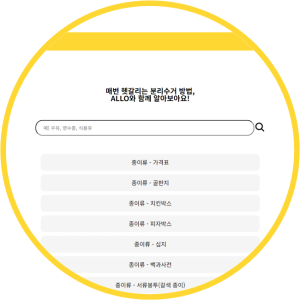 매번 헷갈리는 분리수거 방법,
ALLO와 함께 알아보아요!
예) 우유, 영수증, 식용유
종이류 - 가격표
종이류 - 골판지
종이류 - 치킨박스
종이류 - 피자박스
종이류 - 십지
종이류 - 백과사전
종이류 - 서류봉투(갈색 종이)